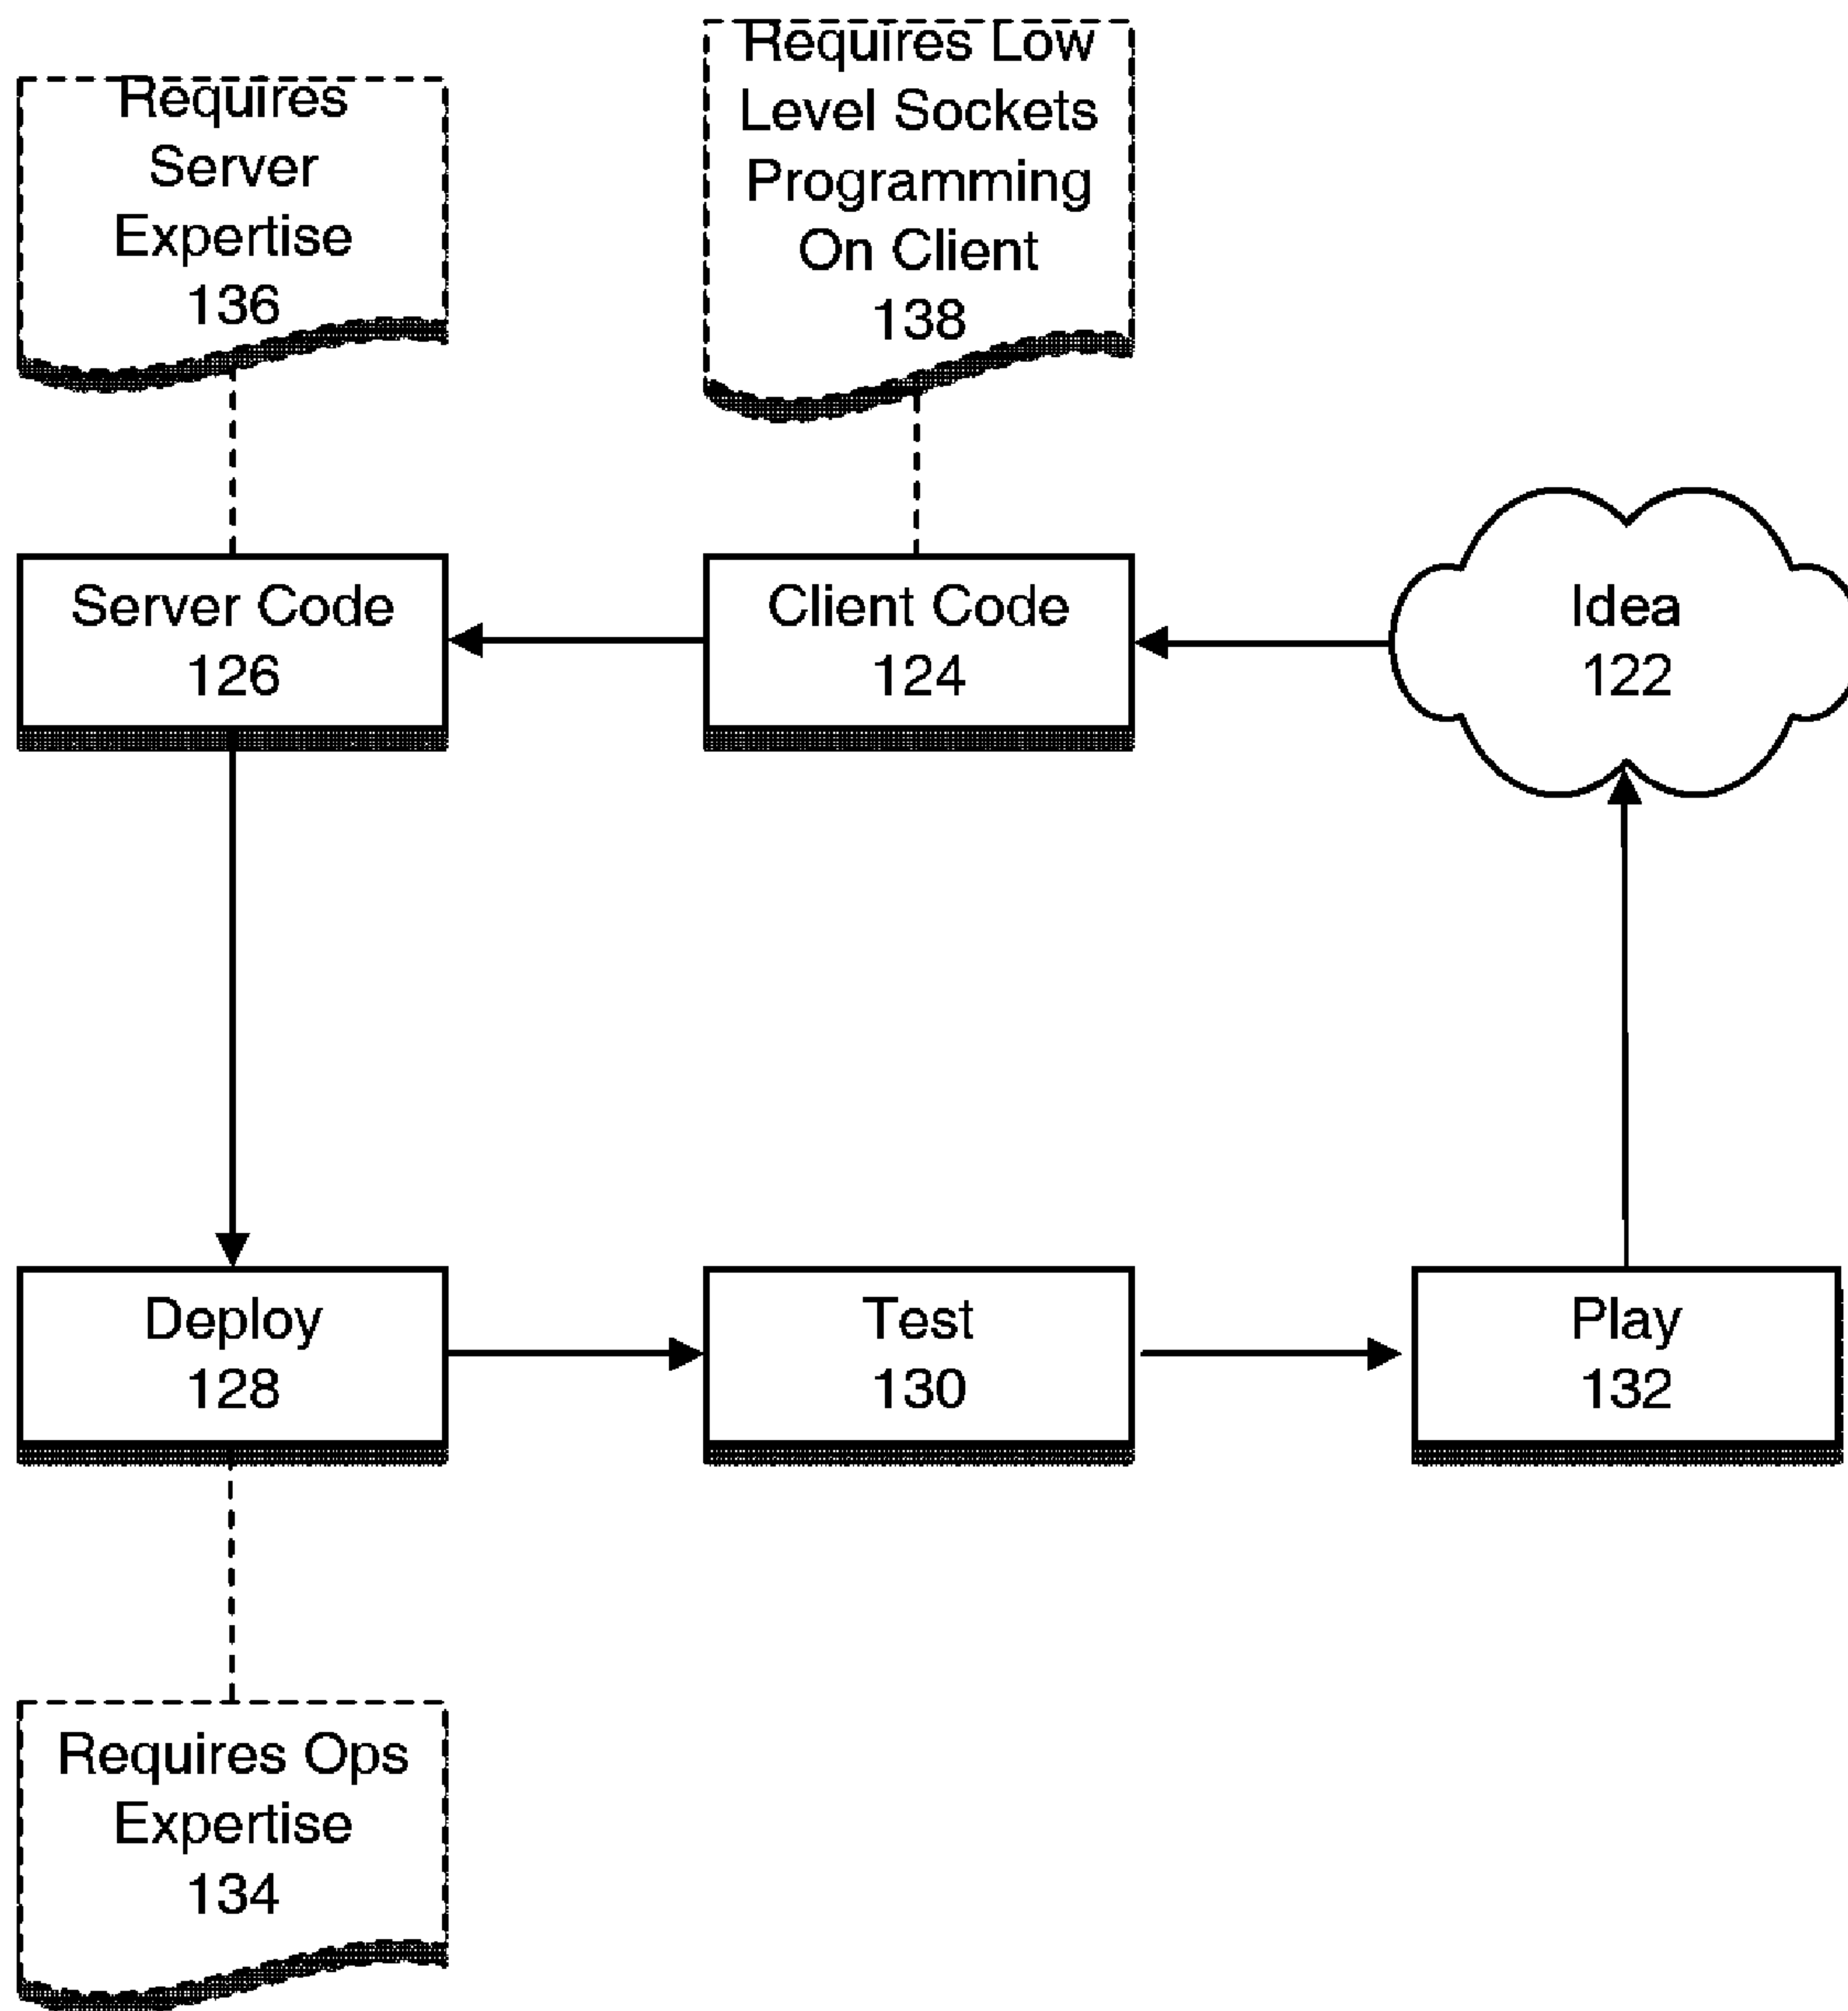 Requires
Server
Expertise
136
Requires Low
Level Sockets
Programming
On Client
138
Server Code
126
Client Code
124
Idea
122
Deploy
128
Test
130
Play
132
Requires Ops
Expertise
134